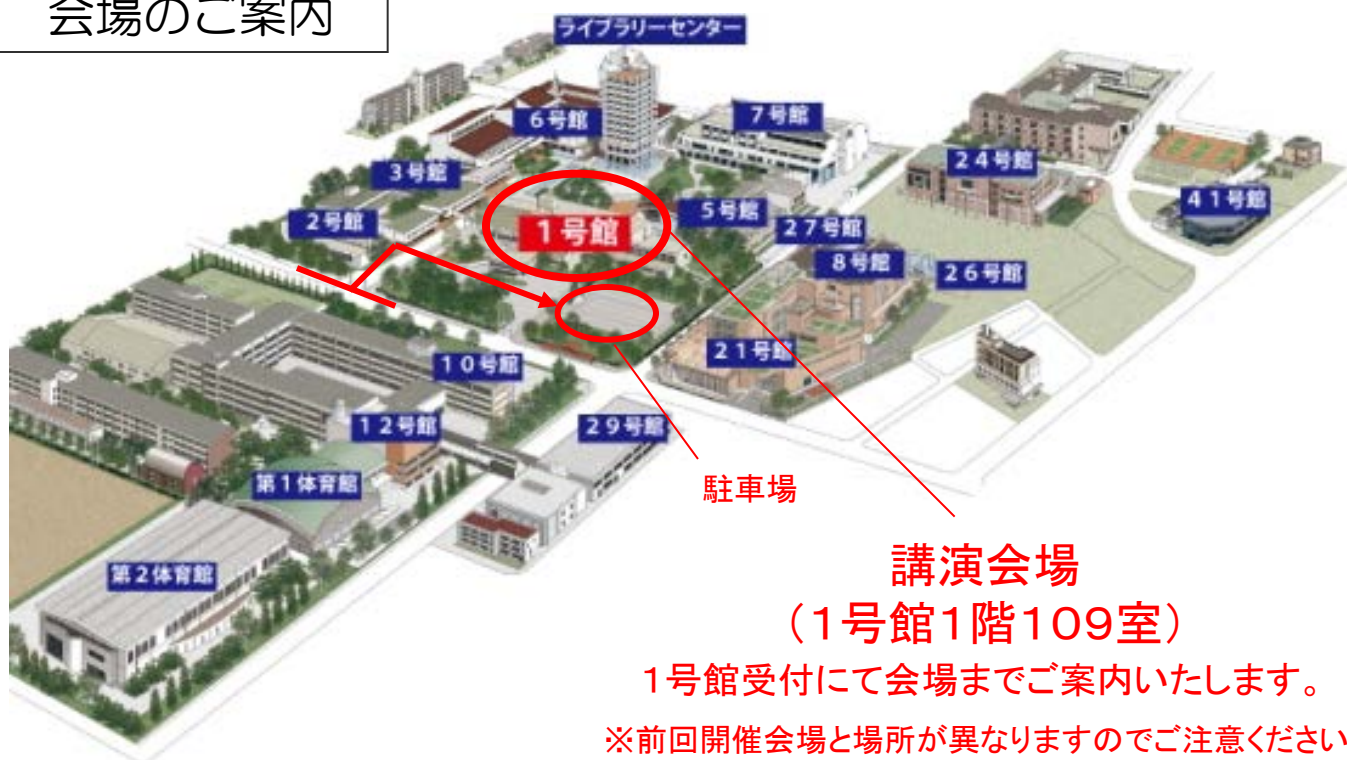 会場のご案内
ライブラリーセンター
6号館
7号館
3号館
24号館
2号館
1号館
5号館
27号館
41号館
8号館
26号館
21号館
10号館
12号館
29号館
第1体育館
第2体育館
駐車場
講演会場
（1号館1階109室）
1号館受付にて会場までご案内いたします。
※前回開催会場と場所が異なりますのでご注意ください